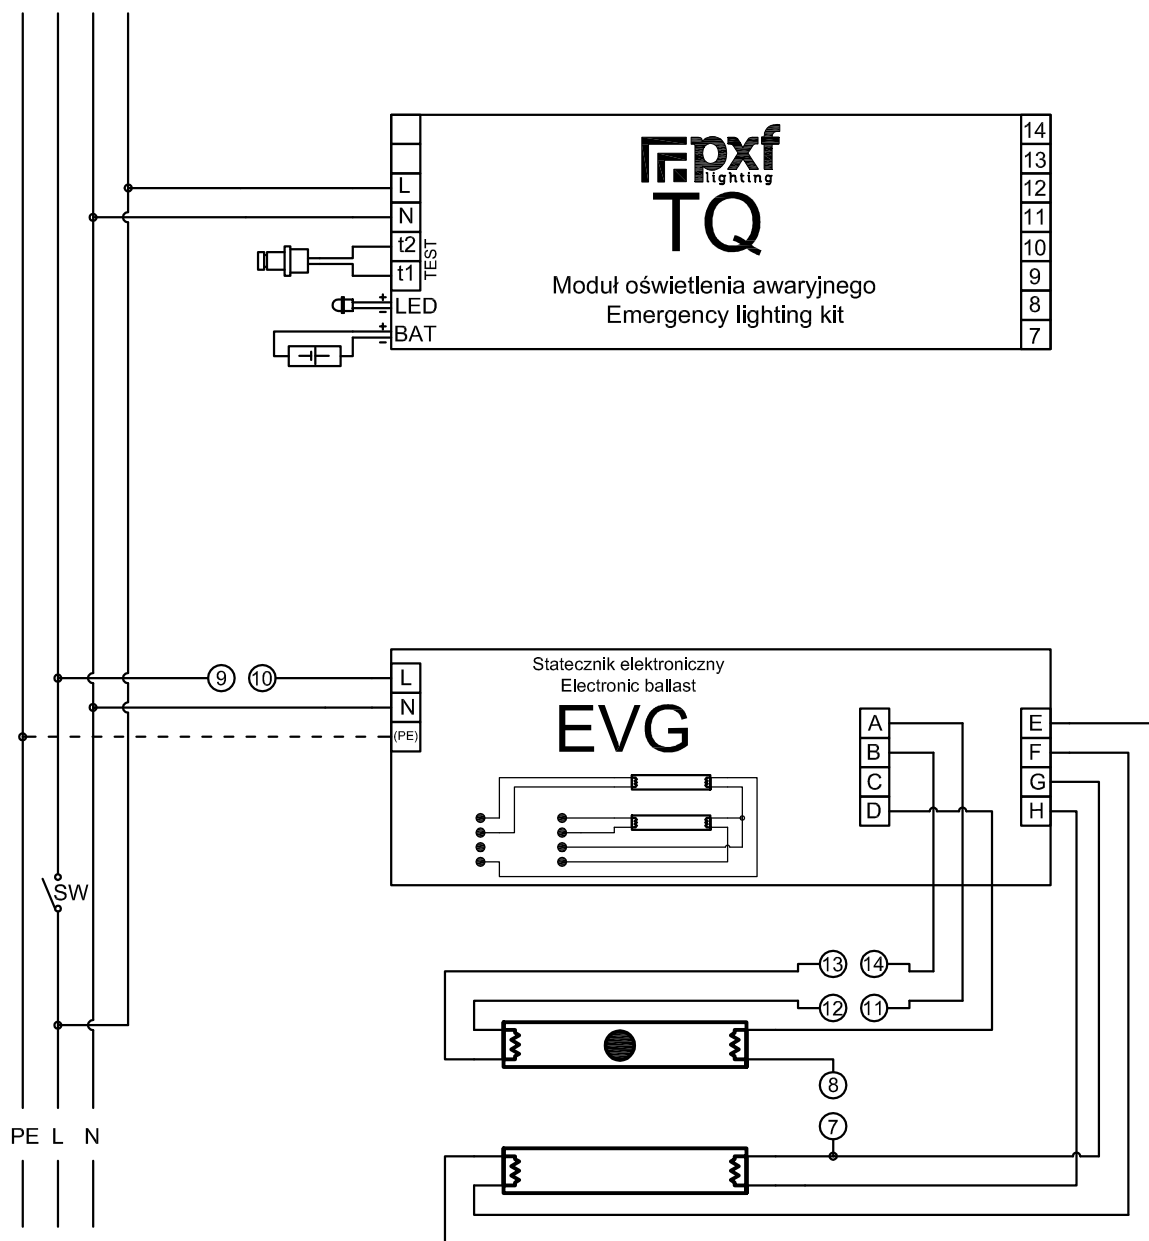 pxf
lighting
TQ
Moduł oświetlenia awaryjnego
Emergency lighting kit
L
N
t2
t1
TEST
+
-
LED
+
-
BAT
14
13
12
11
10
9
8
7
Statecznik elektroniczny
Electronic ballast
EVG
9 10
L
N
(PE)
A
B
C
D
E
F
G
H
SW
13 14
12 11
8
7
PE L N